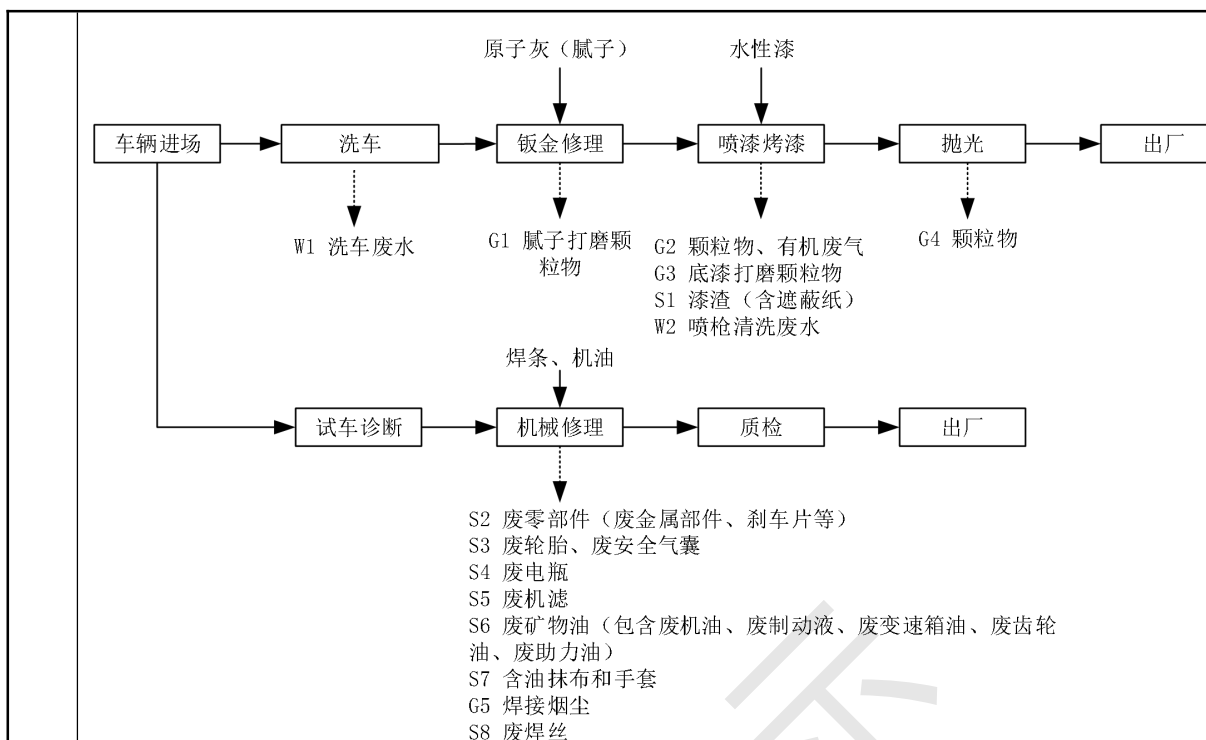 原子灰（腻子）
水性漆
车辆进场
洗车
钣金修理
喷漆烤漆
抛光
出厂
W1 洗车废水
G1 腻子打磨颗
粒物
G2 颗粒物、有机废气
G3 底漆打磨颗粒物
S1 漆渣（含遮蔽纸）
W2 喷枪清洗废水
G4 颗粒物
焊条、机油
试车诊断
机械修理
质检
出厂
S2 废零部件（废金属部件、刹车片等）
S3 废轮胎、废安全气囊
S4 废电瓶
S5 废机滤
S6 废矿物油（包含废机油、废制动液、废变速箱油、废齿轮
油、废助力油）
S7 含油抹布和手套
G5 焊接烟尘
S8 废焊丝